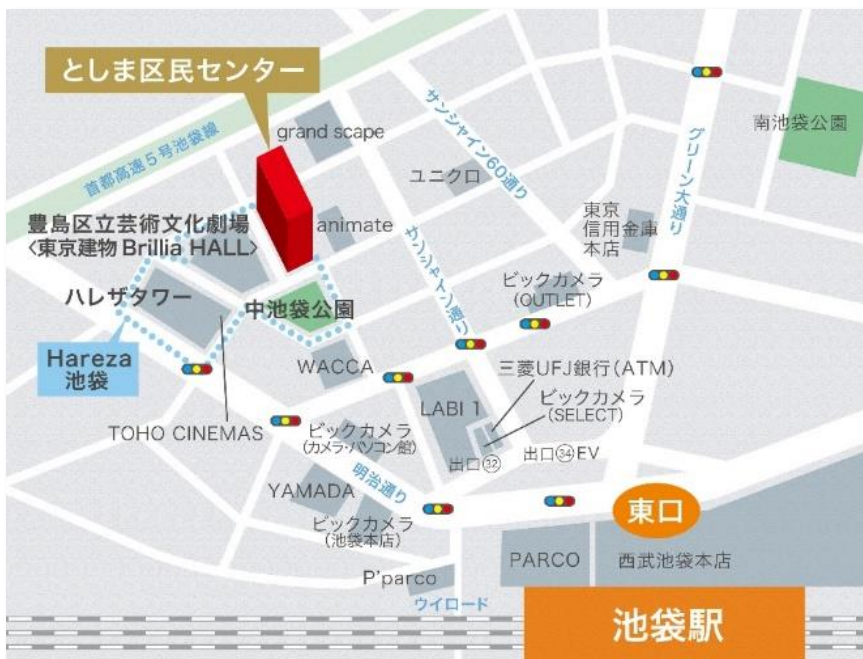 としま区民センター
grand scape
首都高速5号池袋線
サンシャイン60通り
グリーン大通り
南池袋公園
ユニクロ
東京
信用金庫
本店
豊島区立芸術文化劇場
〈東京建物 Brillia HALL〉
animate
サンシャイン通り
ハレザタワー
中池袋公園
ビックカメラ
(OUTLET)
Hareza
池袋
WACCA
三菱UFJ銀行(ATM)
LABI 1
ビックカメラ
(SELECT)
TOHO CINEMAS
ビックカメラ
(カメラ・パソコン館)
出口㉜
出口㉞EV
明治通り
YAMADA
ビックカメラ
(池袋本店)
東口
PARCO
西武池袋本店
P'parco
ウイロード
池袋駅